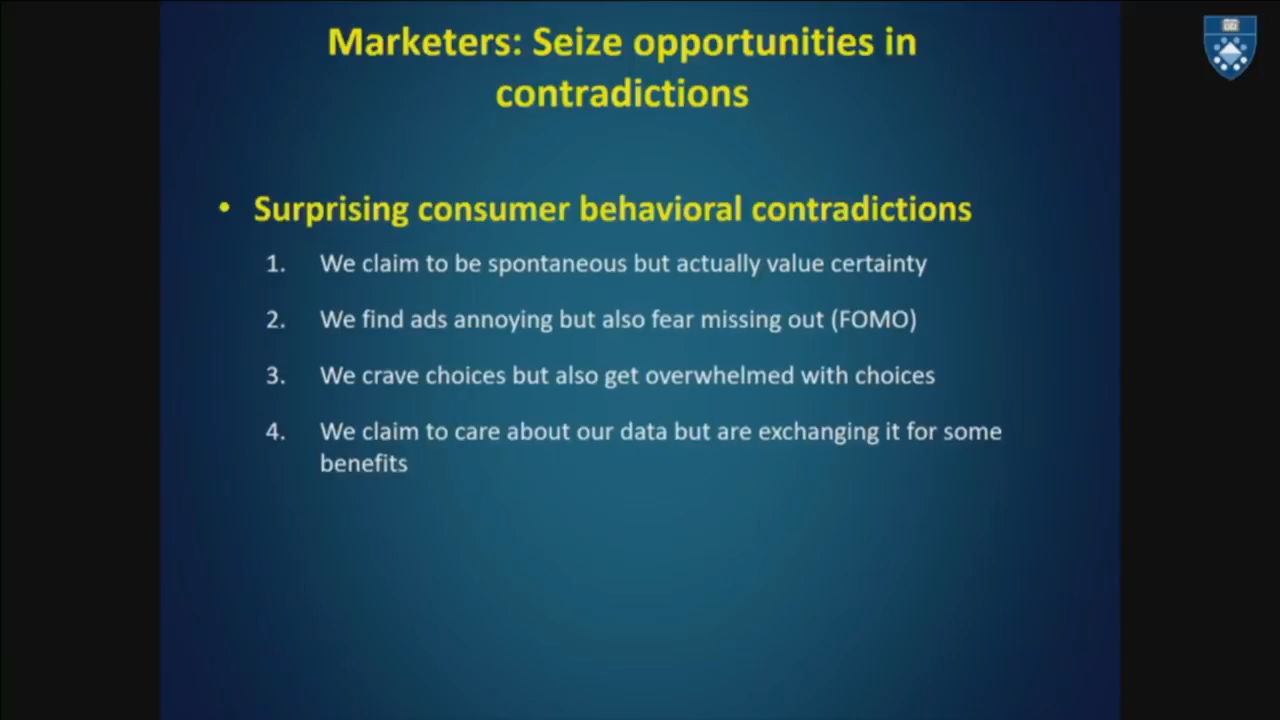 Marketers: Seize opportunities in
contradictions
• Surprising consumer behavioral contradictions
1. We claim to be spontaneous but actually value certainty
2. We find ads annoying but also fear missing out (FOMO)
3. We crave choices but also get overwhelmed with choices
4. We claim to care about our data but are exchanging it for some
benefits